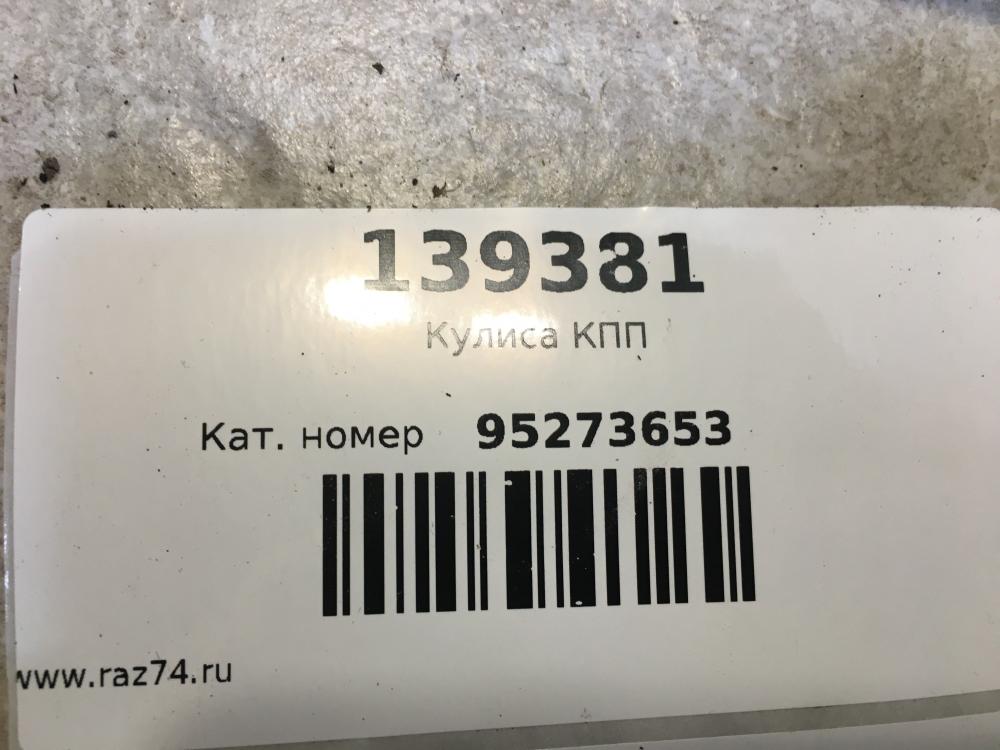 139381
Кулиса КПП
Кат. номер 95273653
www.raz74.ru